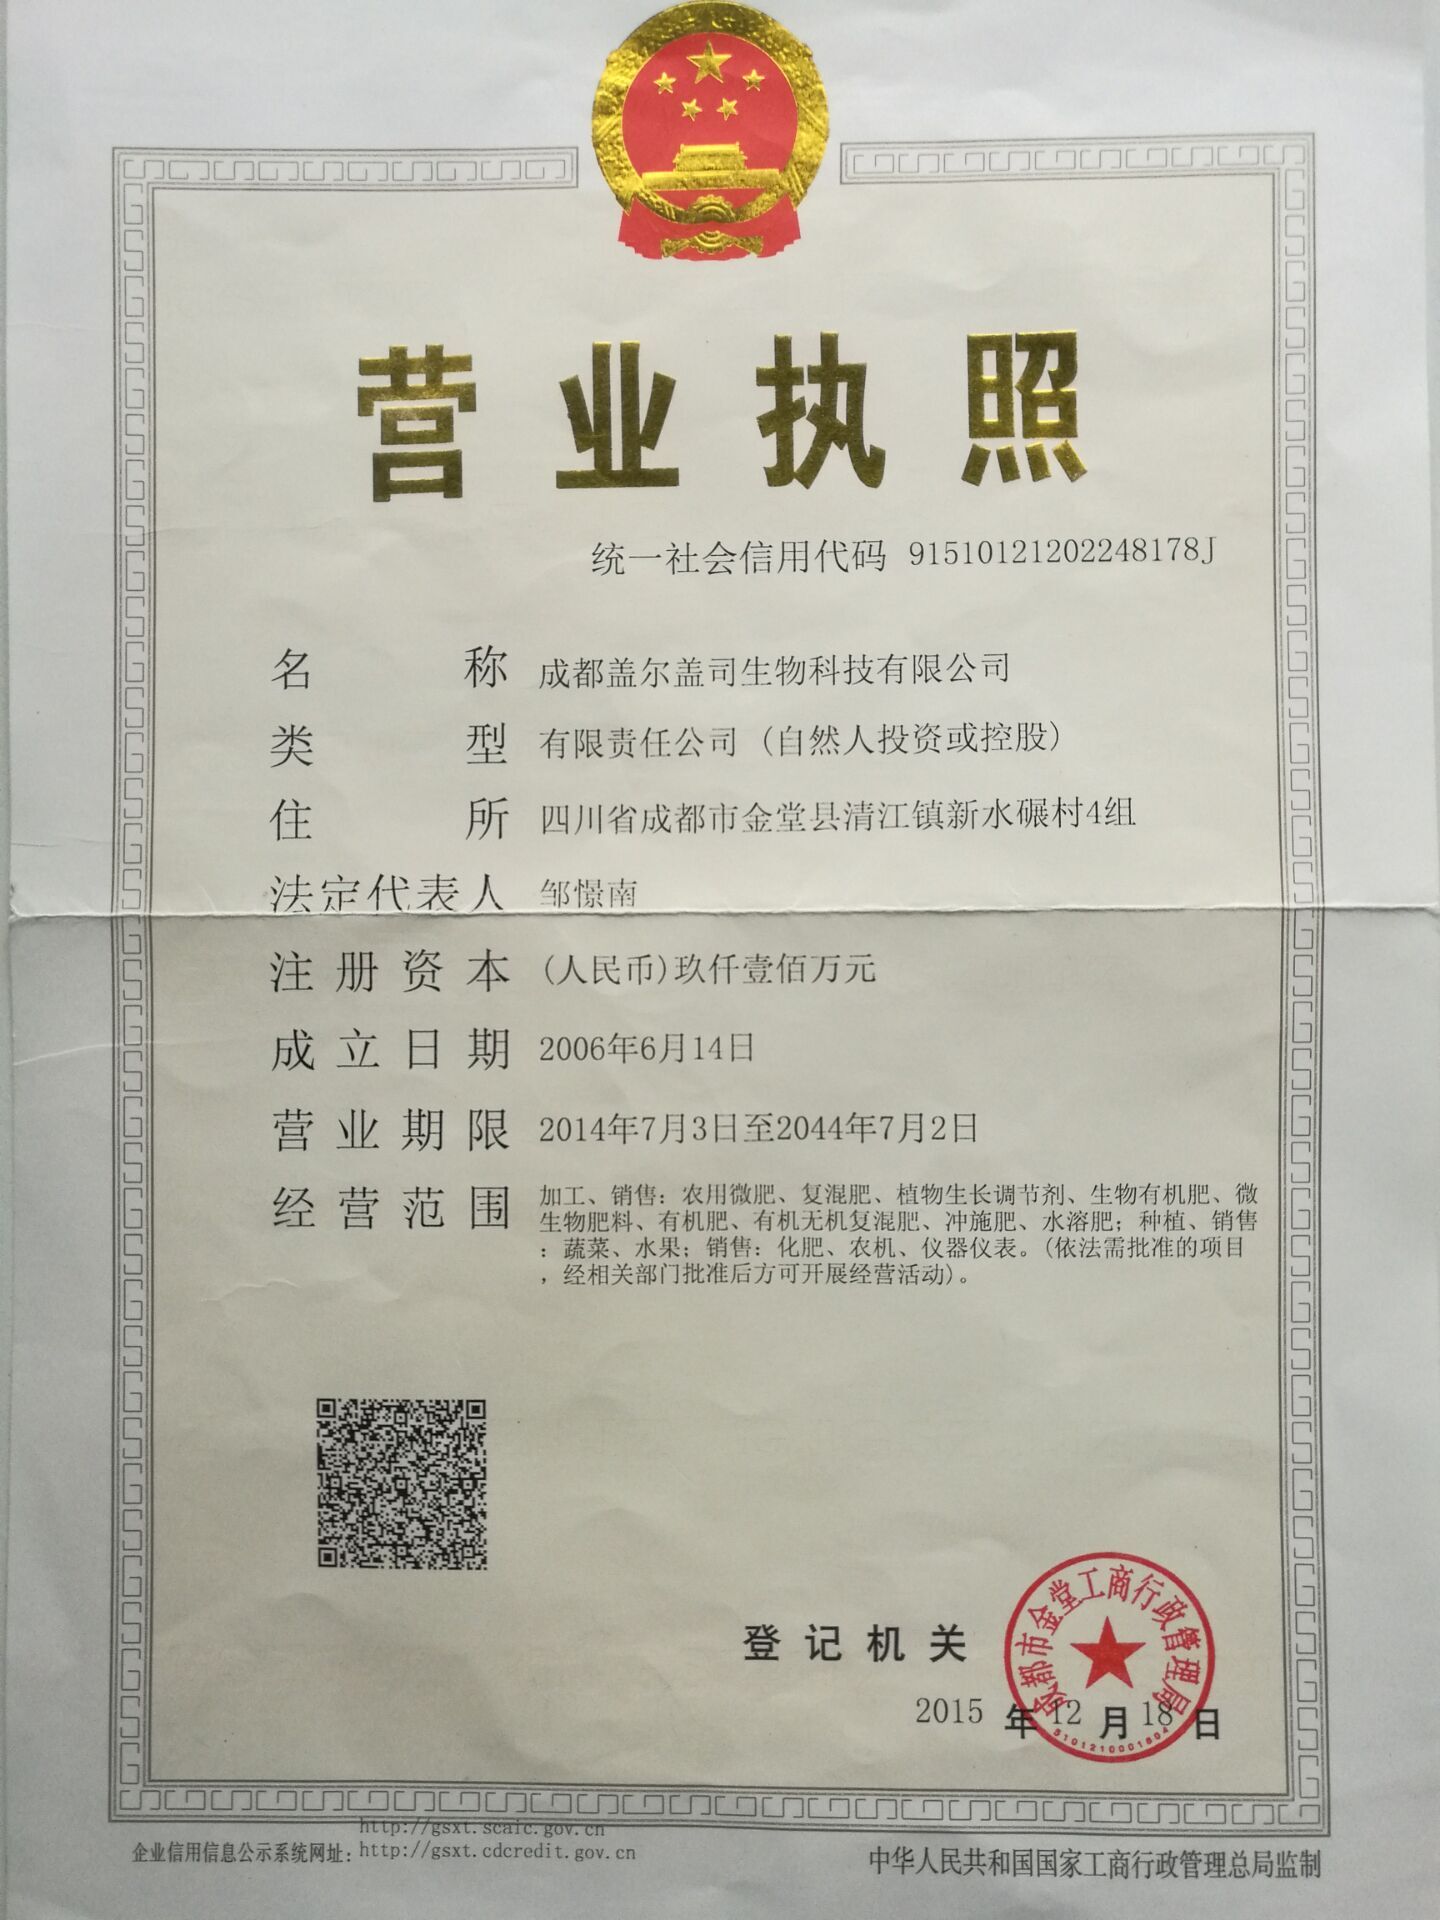 营业执照
统一社会信用代码 91510121202248178J
名称 成都盖尔盖司生物科技有限公司
类型 有限责任公司 (自然人投资或控股)
住所 四川省成都市金堂县清江镇新水碾村4组
法定代表人 邹憬南
注册资本 (人民币)玖仟壹佰万元
成立日期 2006年6月14日
营业期限 2014年7月3日至2044年7月2日
经营范围 加工、销售: 农用微肥、复混肥、植物生长调节剂、生物有机肥、微
生物肥料、有机肥、有机无机复混肥、冲施肥、水溶肥; 种植、销售
: 蔬菜、水果; 销售: 化肥、农机、仪器仪表。(依法需批准的项目
, 经相关部门批准后方可开展经营活动)。
登记机关
成都市金堂工商行政管理局
2015 年 12 月 18 日
5101210001804
http://gsxt.scaic.gov.cn
企业信用信息公示系统网址: http://gsxt.cdcredit.gov.cn
中华人民共和国国家工商行政管理总局监制